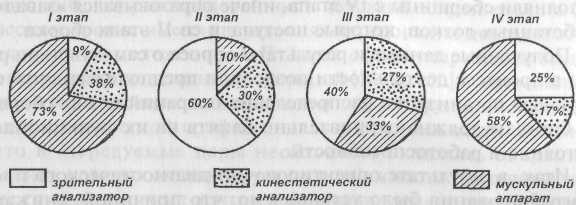 I этап II этап III этап IV этап
9% 38% 73%
10% 30% 60%
27% 33% 40%
25% 17% 58%
зрительный анализатор
кинестетический анализатор
мускульный аппарат